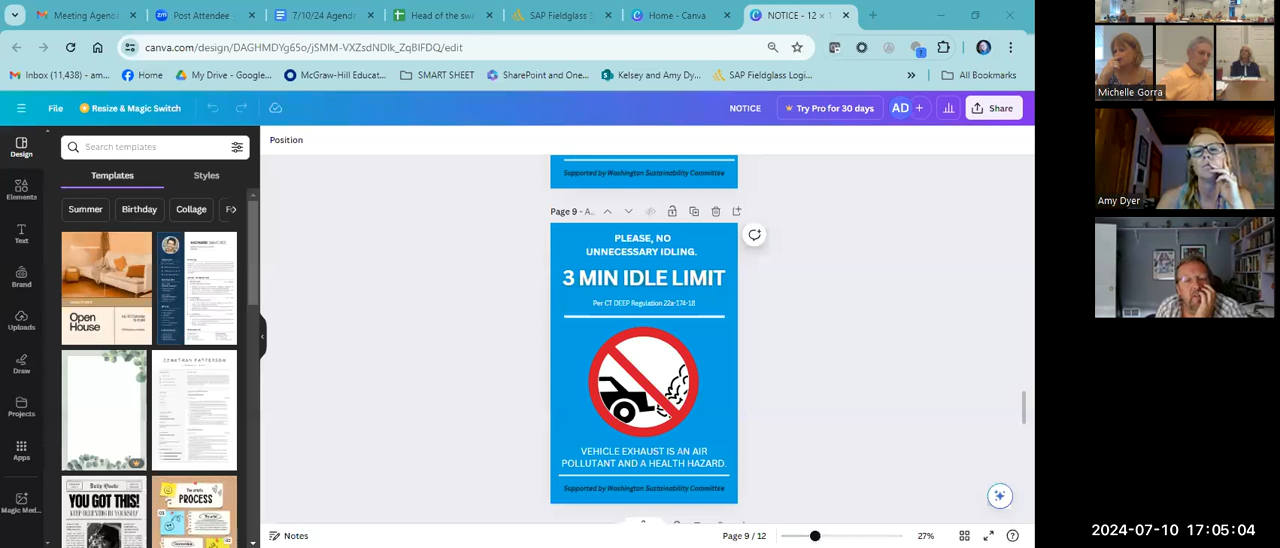 Meeting Agenda
Post Attendee -
7/10/24 Agend
Head of the swa
SAP Fieldglass S
Home - Canva
NOTICE - 12 × 1
canva.com/design/DAGHMDYg65o/jSMM-VXZsdNDlk_ZqBIFDQ/edit
Inbox (11,438) - am...
Home
My Drive - Google...
McGraw-Hill Educat...
SMART SHEET
SharePoint and One...
Kelsey and Amy Dy...
SAP Fieldglass Logi...
All Bookmarks
File
Resize & Magic Switch
NOTICE
Try Pro for 30 days
AD
Share
Design
Elements
Text
Brand
Uploads
Draw
Projects
Apps
Magic Med...
Search templates
Templates
Styles
Summer
Birthday
Collage
Open
House
YOU GOT THIS!
PROCESS
Position
Supported by Washington Sustainability Committee
Page 9 - A..
PLEASE, NO
UNNECESSARY IDLING.
3 MIN IDLE LIMIT
Per CT DEEP Regulation 22a-174-18
VEHICLE EXHAUST IS AN AIR
POLLUTANT AND A HEALTH HAZARD.
Supported by Washington Sustainability Committee
Notes
Page 9 / 12
27%
Michelle Gorra
Amy Dyer
2024-07-10 17:05:04